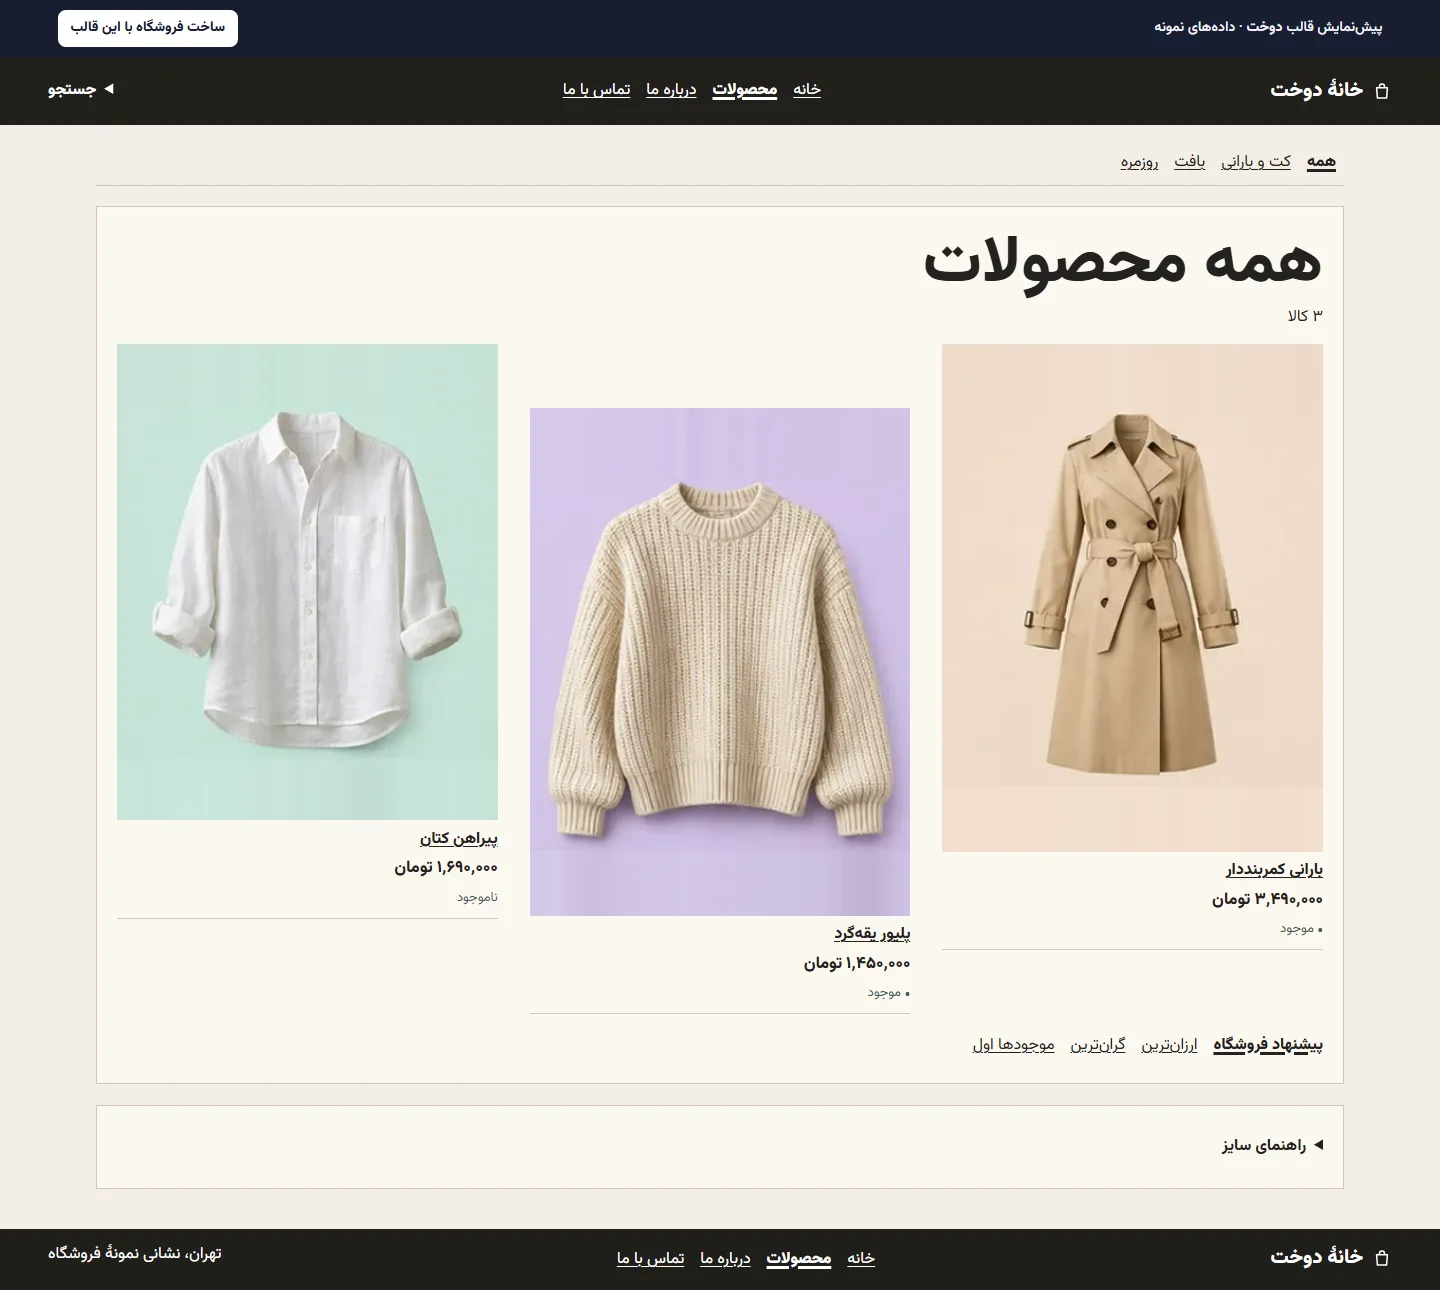 پیش‌نمایش قالب دوخت · داده‌های نمونه
ساخت فروشگاه با این قالب
خانهٔ دوخت
خانه محصولات درباره ما تماس با ما
جستجو
همه کت و بارانی بافت روزمره
همه محصولات
۳ کالا
بارانی کمربنددار
۳,۴۹۰,۰۰۰ تومان
• موجود
پلیور یقه‌گرد
۱,۴۵۰,۰۰۰ تومان
• موجود
پیراهن کتان
۱,۶۹۰,۰۰۰ تومان
ناموجود
پیشنهاد فروشگاه ارزان‌ترین گران‌ترین موجودها اول
راهنمای سایز
خانهٔ دوخت
خانه محصولات درباره ما تماس با ما
تهران، نشانی نمونهٔ فروشگاه